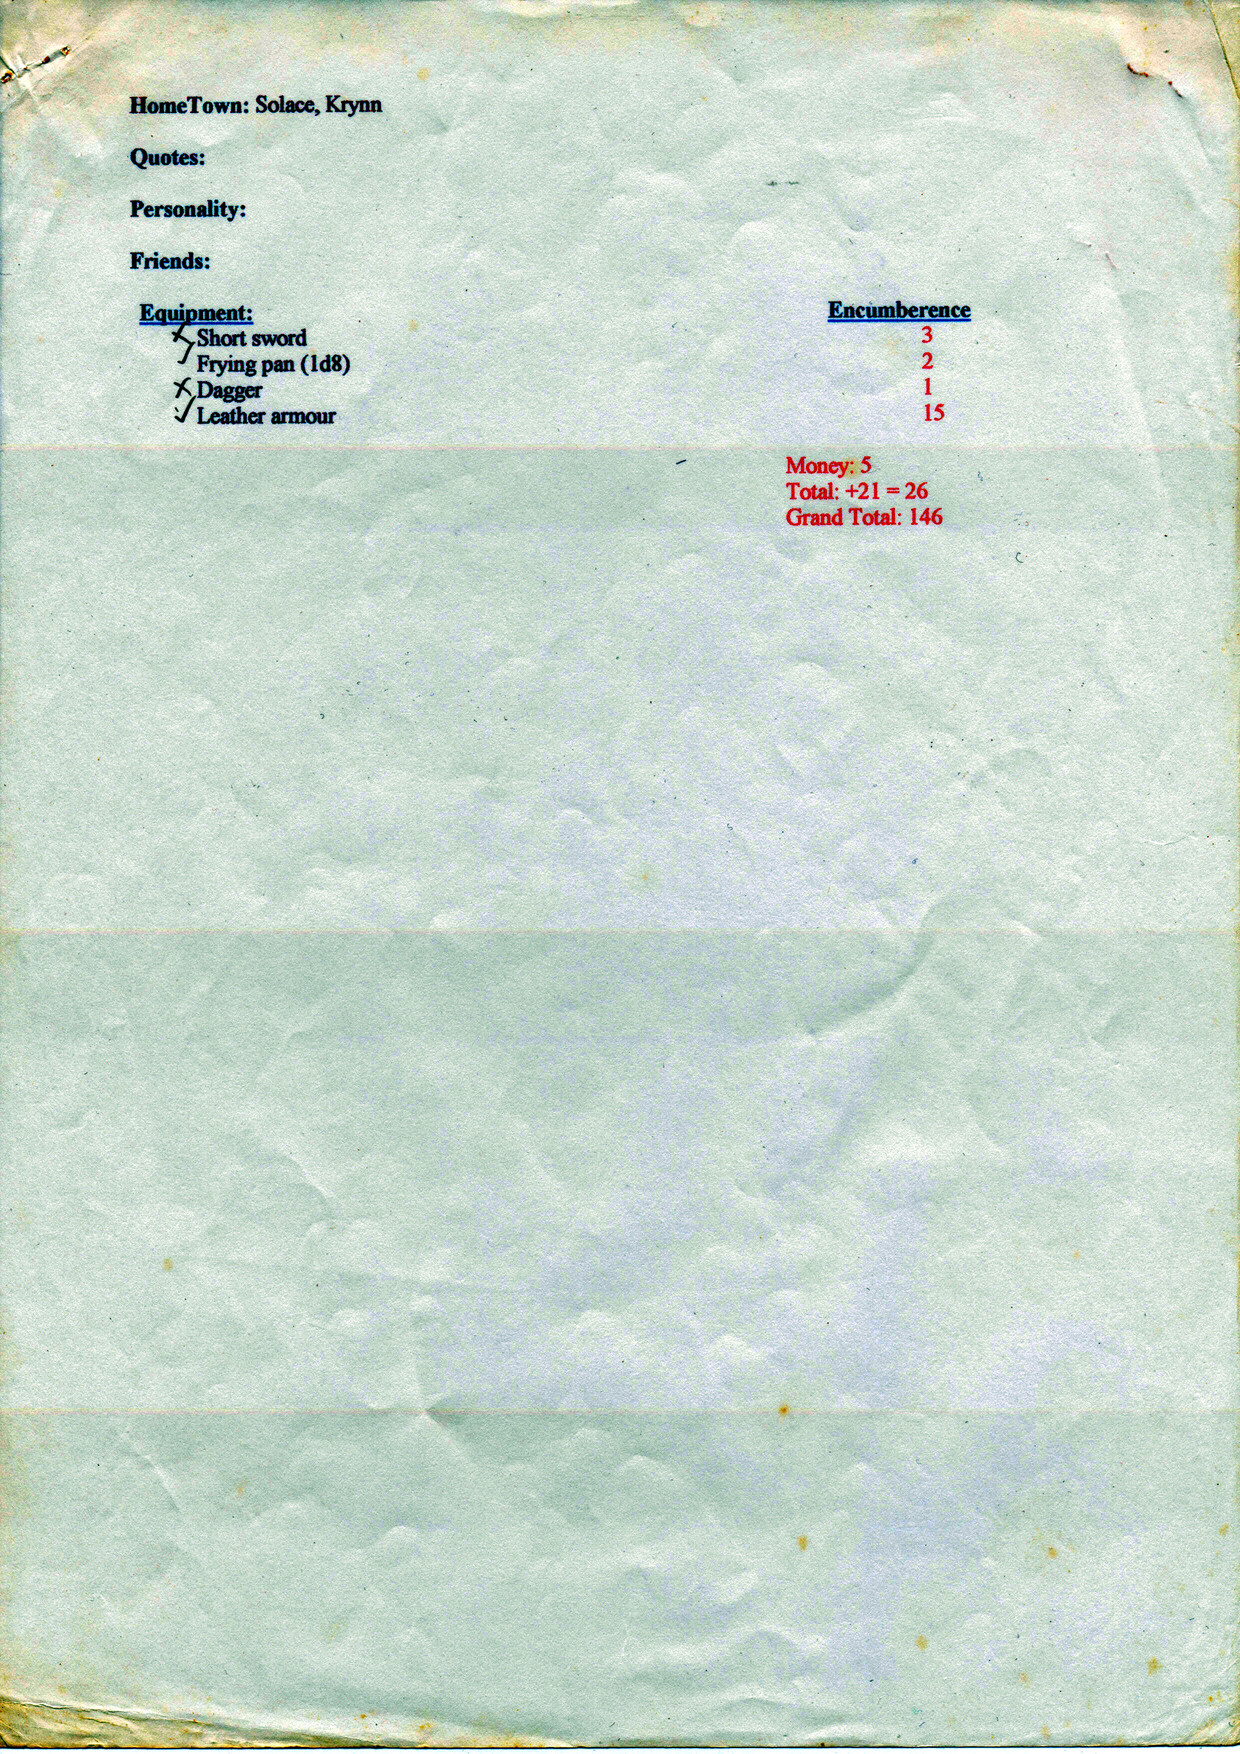 HomeTown: Solace, Krynn
Quotes:
Personality:
Friends:
Equipment: Encumberence
Short sword 3
Frying pan (1d8) 2
Dagger 1
Leather armour 15
Money: 5
Total: +21 = 26
Grand Total: 146